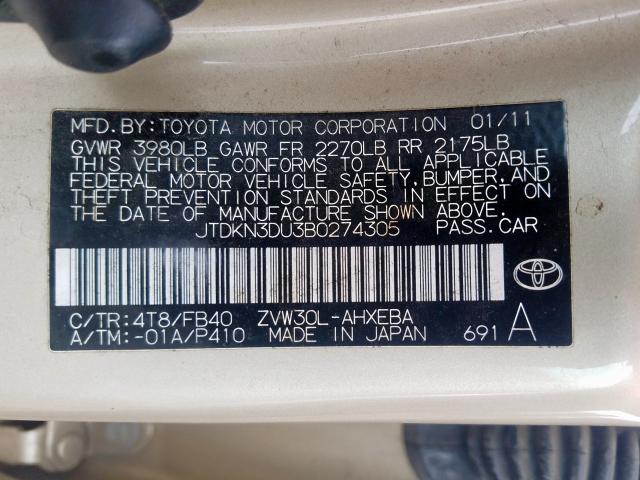 MFD.BY:TOYOTA MOTOR CORPORATION 01/11
GVWR 3980LB GAWR FR 2270LB RR 2175LB
THIS VEHICLE CONFORMS TO ALL APPLICABLE
FEDERAL MOTOR VEHICLE SAFETY,BUMPER,AND
THEFT PREVENTION STANDARDS IN EFFECT ON
THE DATE OF MANUFACTURE SHOWN ABOVE.
JTDKN3DU3B0274305 PASS.CAR
C/TR:4T8/FB40 ZVW30L-AHXEBA
A/TM:-01A/P410 MADE IN JAPAN 691 A